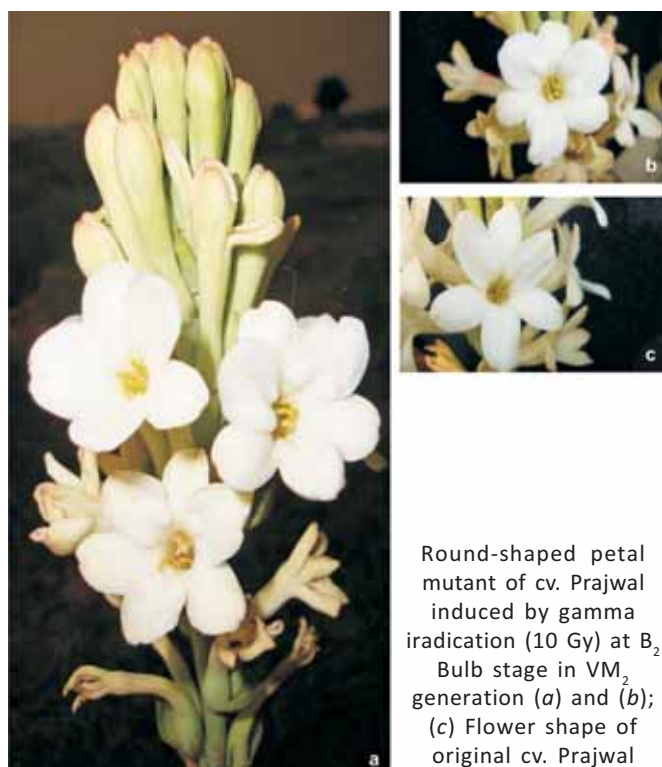 b
c
a
Round-shaped petal
mutant of cv. Prajwal
induced by gamma
iradication (10 Gy) at B₂
Bulb stage in VM₂
generation (a) and (b);
(c) Flower shape of
original cv. Prajwal